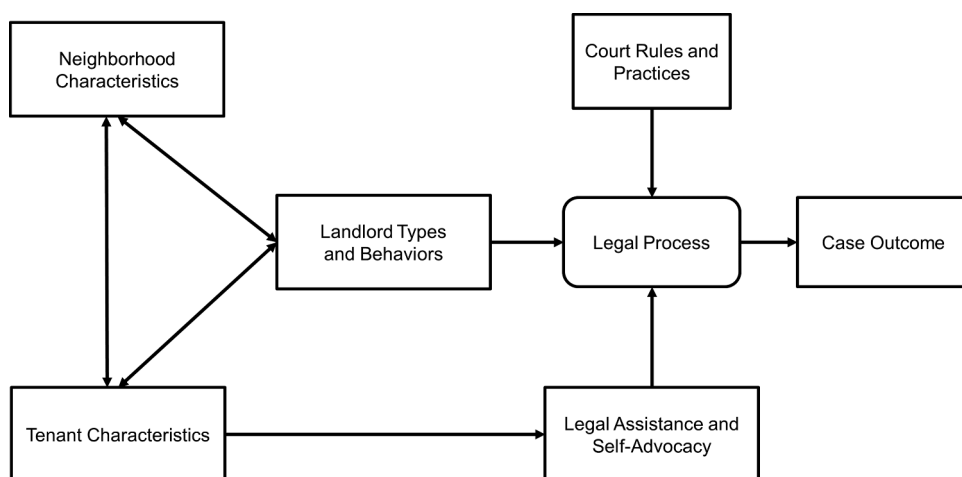 Neighborhood
Characteristics
Court Rules and
Practices
Landlord Types
and Behaviors
Legal Process
Case Outcome
Tenant Characteristics
Legal Assistance and
Self-Advocacy